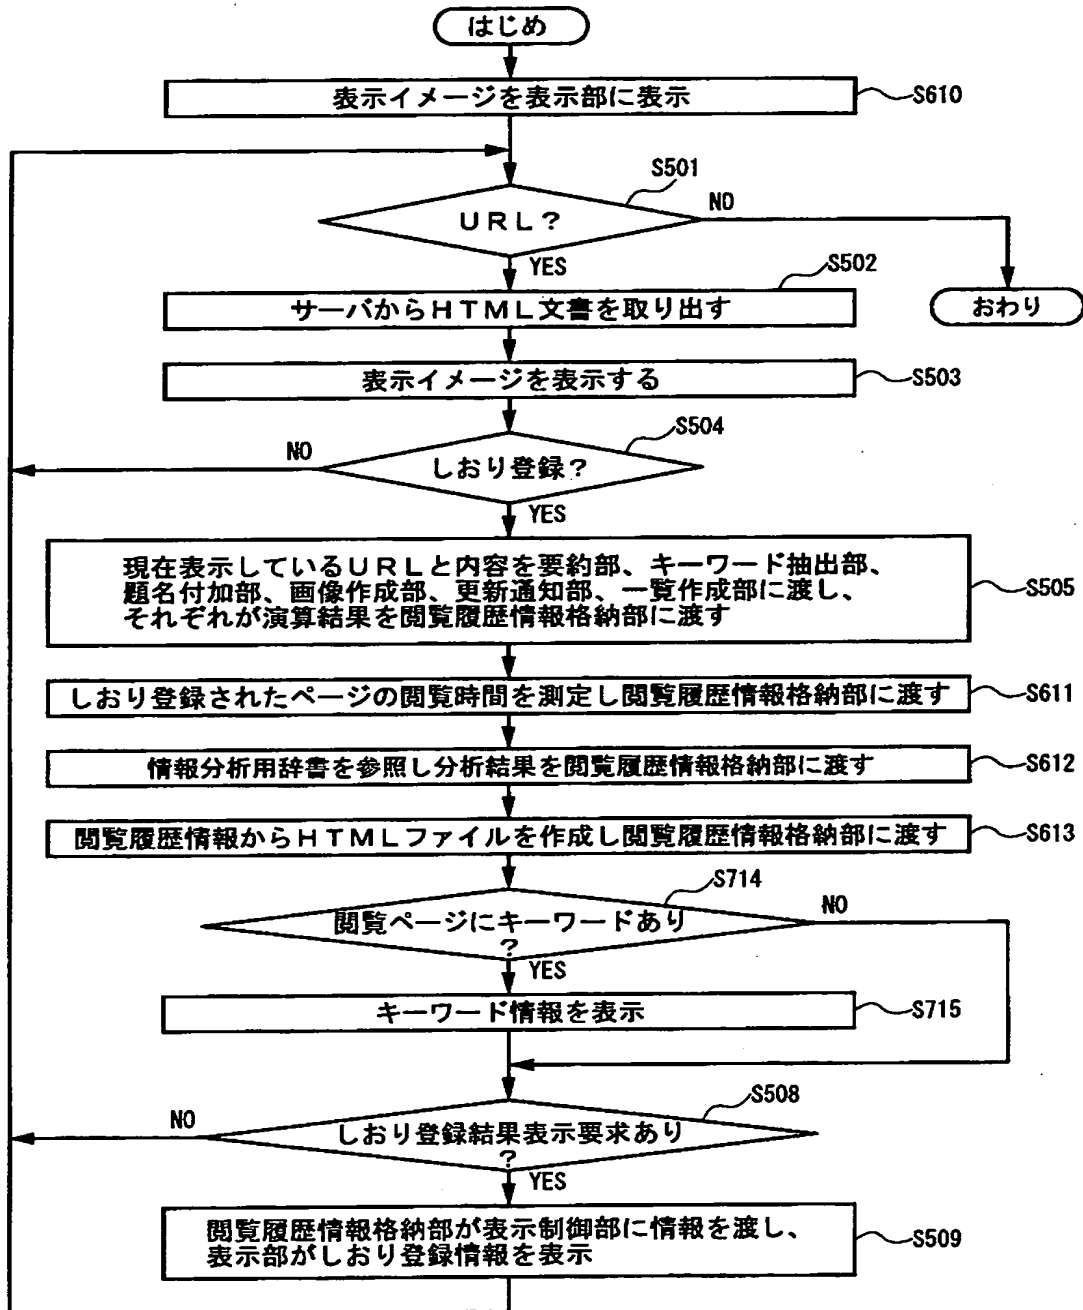 はじめ
表示イメージを表示部に表示
S610
S501
URL?
NO
YES
S502
サーバからHTML文書を取り出す
おわり
表示イメージを表示する
S503
S504
NO
しおり登録?
YES
現在表示しているURLと内容を要約部、キーワード抽出部、
題名付加部、画像作成部、更新通知部、一覧作成部に渡し、
それぞれが演算結果を閲覧履歴情報格納部に渡す
S505
しおり登録されたページの閲覧時間を測定し閲覧履歴情報格納部に渡す
S611
情報分析用辞書を参照し分析結果を閲覧履歴情報格納部に渡す
S612
閲覧履歴情報からHTMLファイルを作成し閲覧履歴情報格納部に渡す
S613
S714
閲覧ページにキーワードあり
?
NO
YES
キーワード情報を表示
S715
S508
NO
しおり登録結果表示要求あり
?
YES
閲覧履歴情報格納部が表示制御部に情報を渡し、
表示部がしおり登録情報を表示
S509